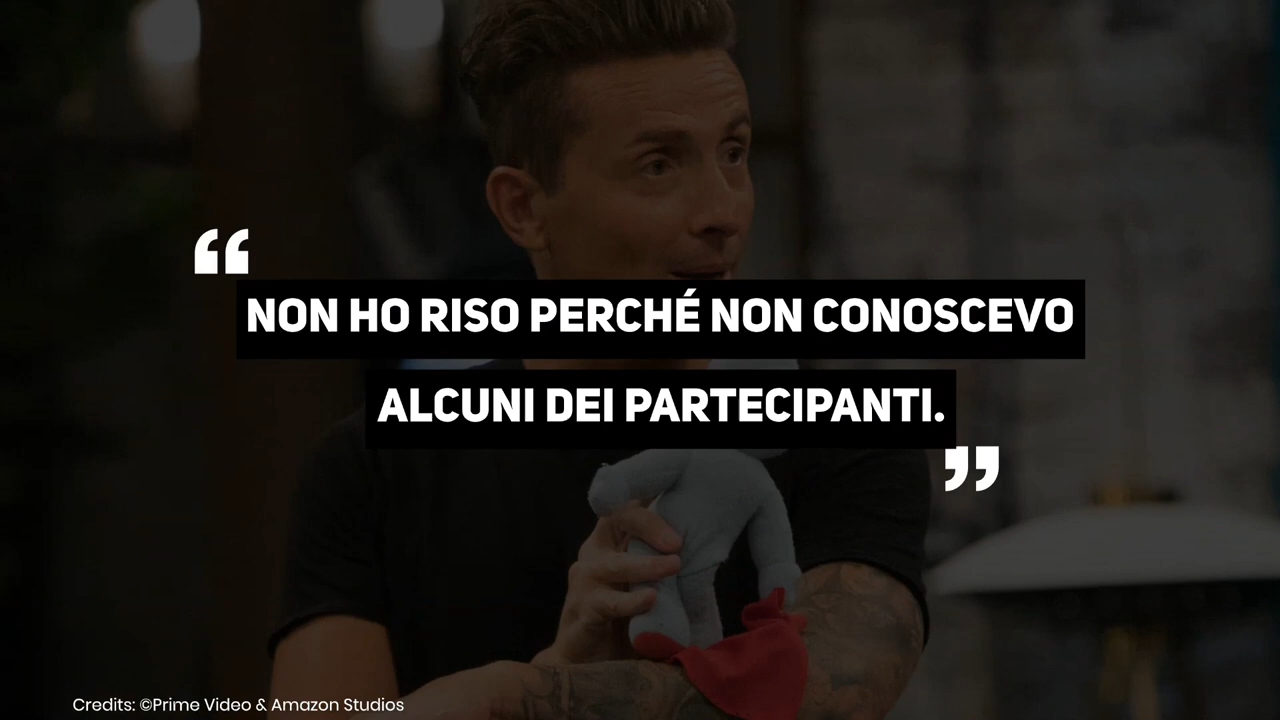 “
NON HO RISO PERCHÉ NON CONOSCEVO
ALCUNI DEI PARTECIPANTI.
”
Credits: ©Prime Video & Amazon Studios